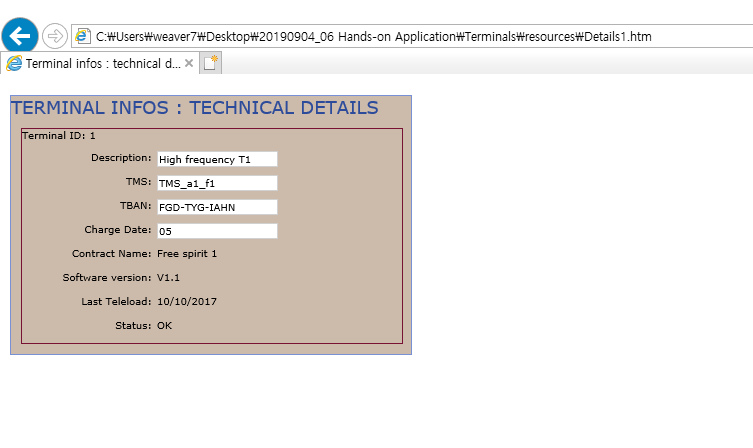 C:￦Users￦weaver7￦Desktop￦20190904_06 Hands-on Application￦Terminals￦resources￦Details1.htm
Terminal infos : technical d...
TERMINAL INFOS : TECHNICAL DETAILS
Terminal ID: 1
Description: High frequency T1
TMS: TMS_a1_f1
TBAN: FGD-TYG-IAHN
Charge Date: 05
Contract Name: Free spirit 1
Software version: V1.1
Last Teleload: 10/10/2017
Status: OK